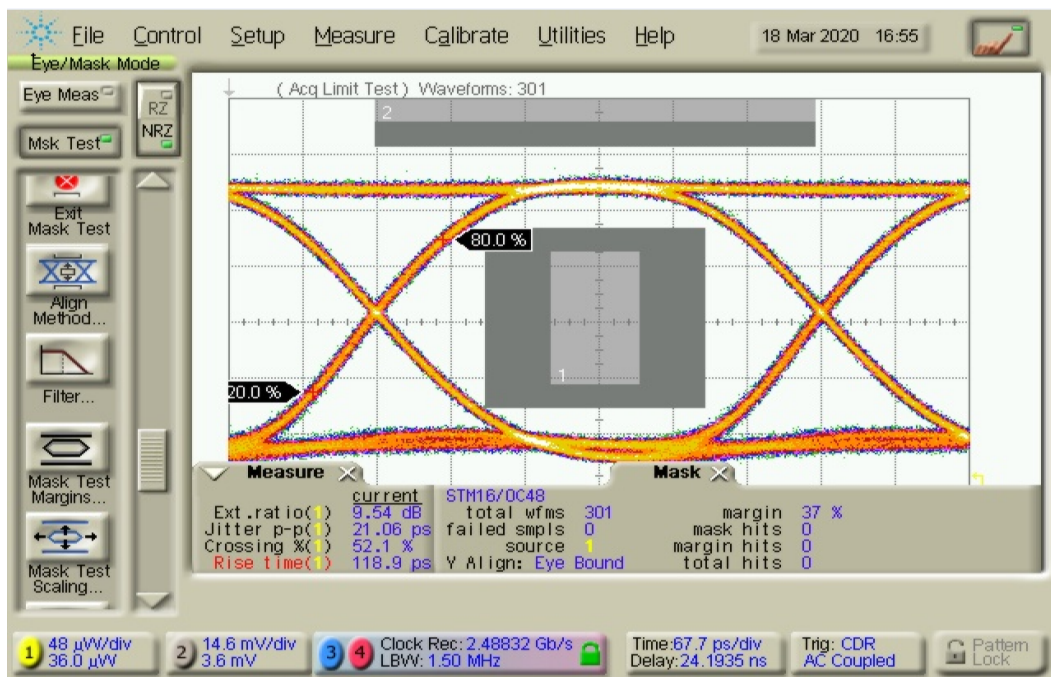 File Control Setup Measure Calibrate Utilities Help 18 Mar 2020 16:55
Eye/Mask Mode
Eye Meas
RZ
NRZ
Msk Test
Exit
Mask Test
Align
Method...
Filter...
Mask Test
Margins...
Mask Test
Scaling...
( Acq Limit Test ) Waveforms: 301
2
80.0 %
1
20.0 %
Measure
current
Ext.ratio(1) 9.54 dB
Jitter p-p(1) 21.06 ps
Crossing %(1) 52.1 %
Rise time(1) 118.9 ps
Mask
STM16/OC48
total wfms 301 margin 37 %
failed smpls 0 mask hits 0
source 1 margin hits 0
Y Align: Eye Bound total hits 0
1 48 µW/div
36.0 µW
2 14.6 mV/div
3.6 mV
3 4 Clock Rec: 2.48832 Gb/s
LBW: 1.50 MHz
Time:67.7 ps/div
Delay:24.1935 ns
Trig: CDR
AC Coupled
Pattern
Lock